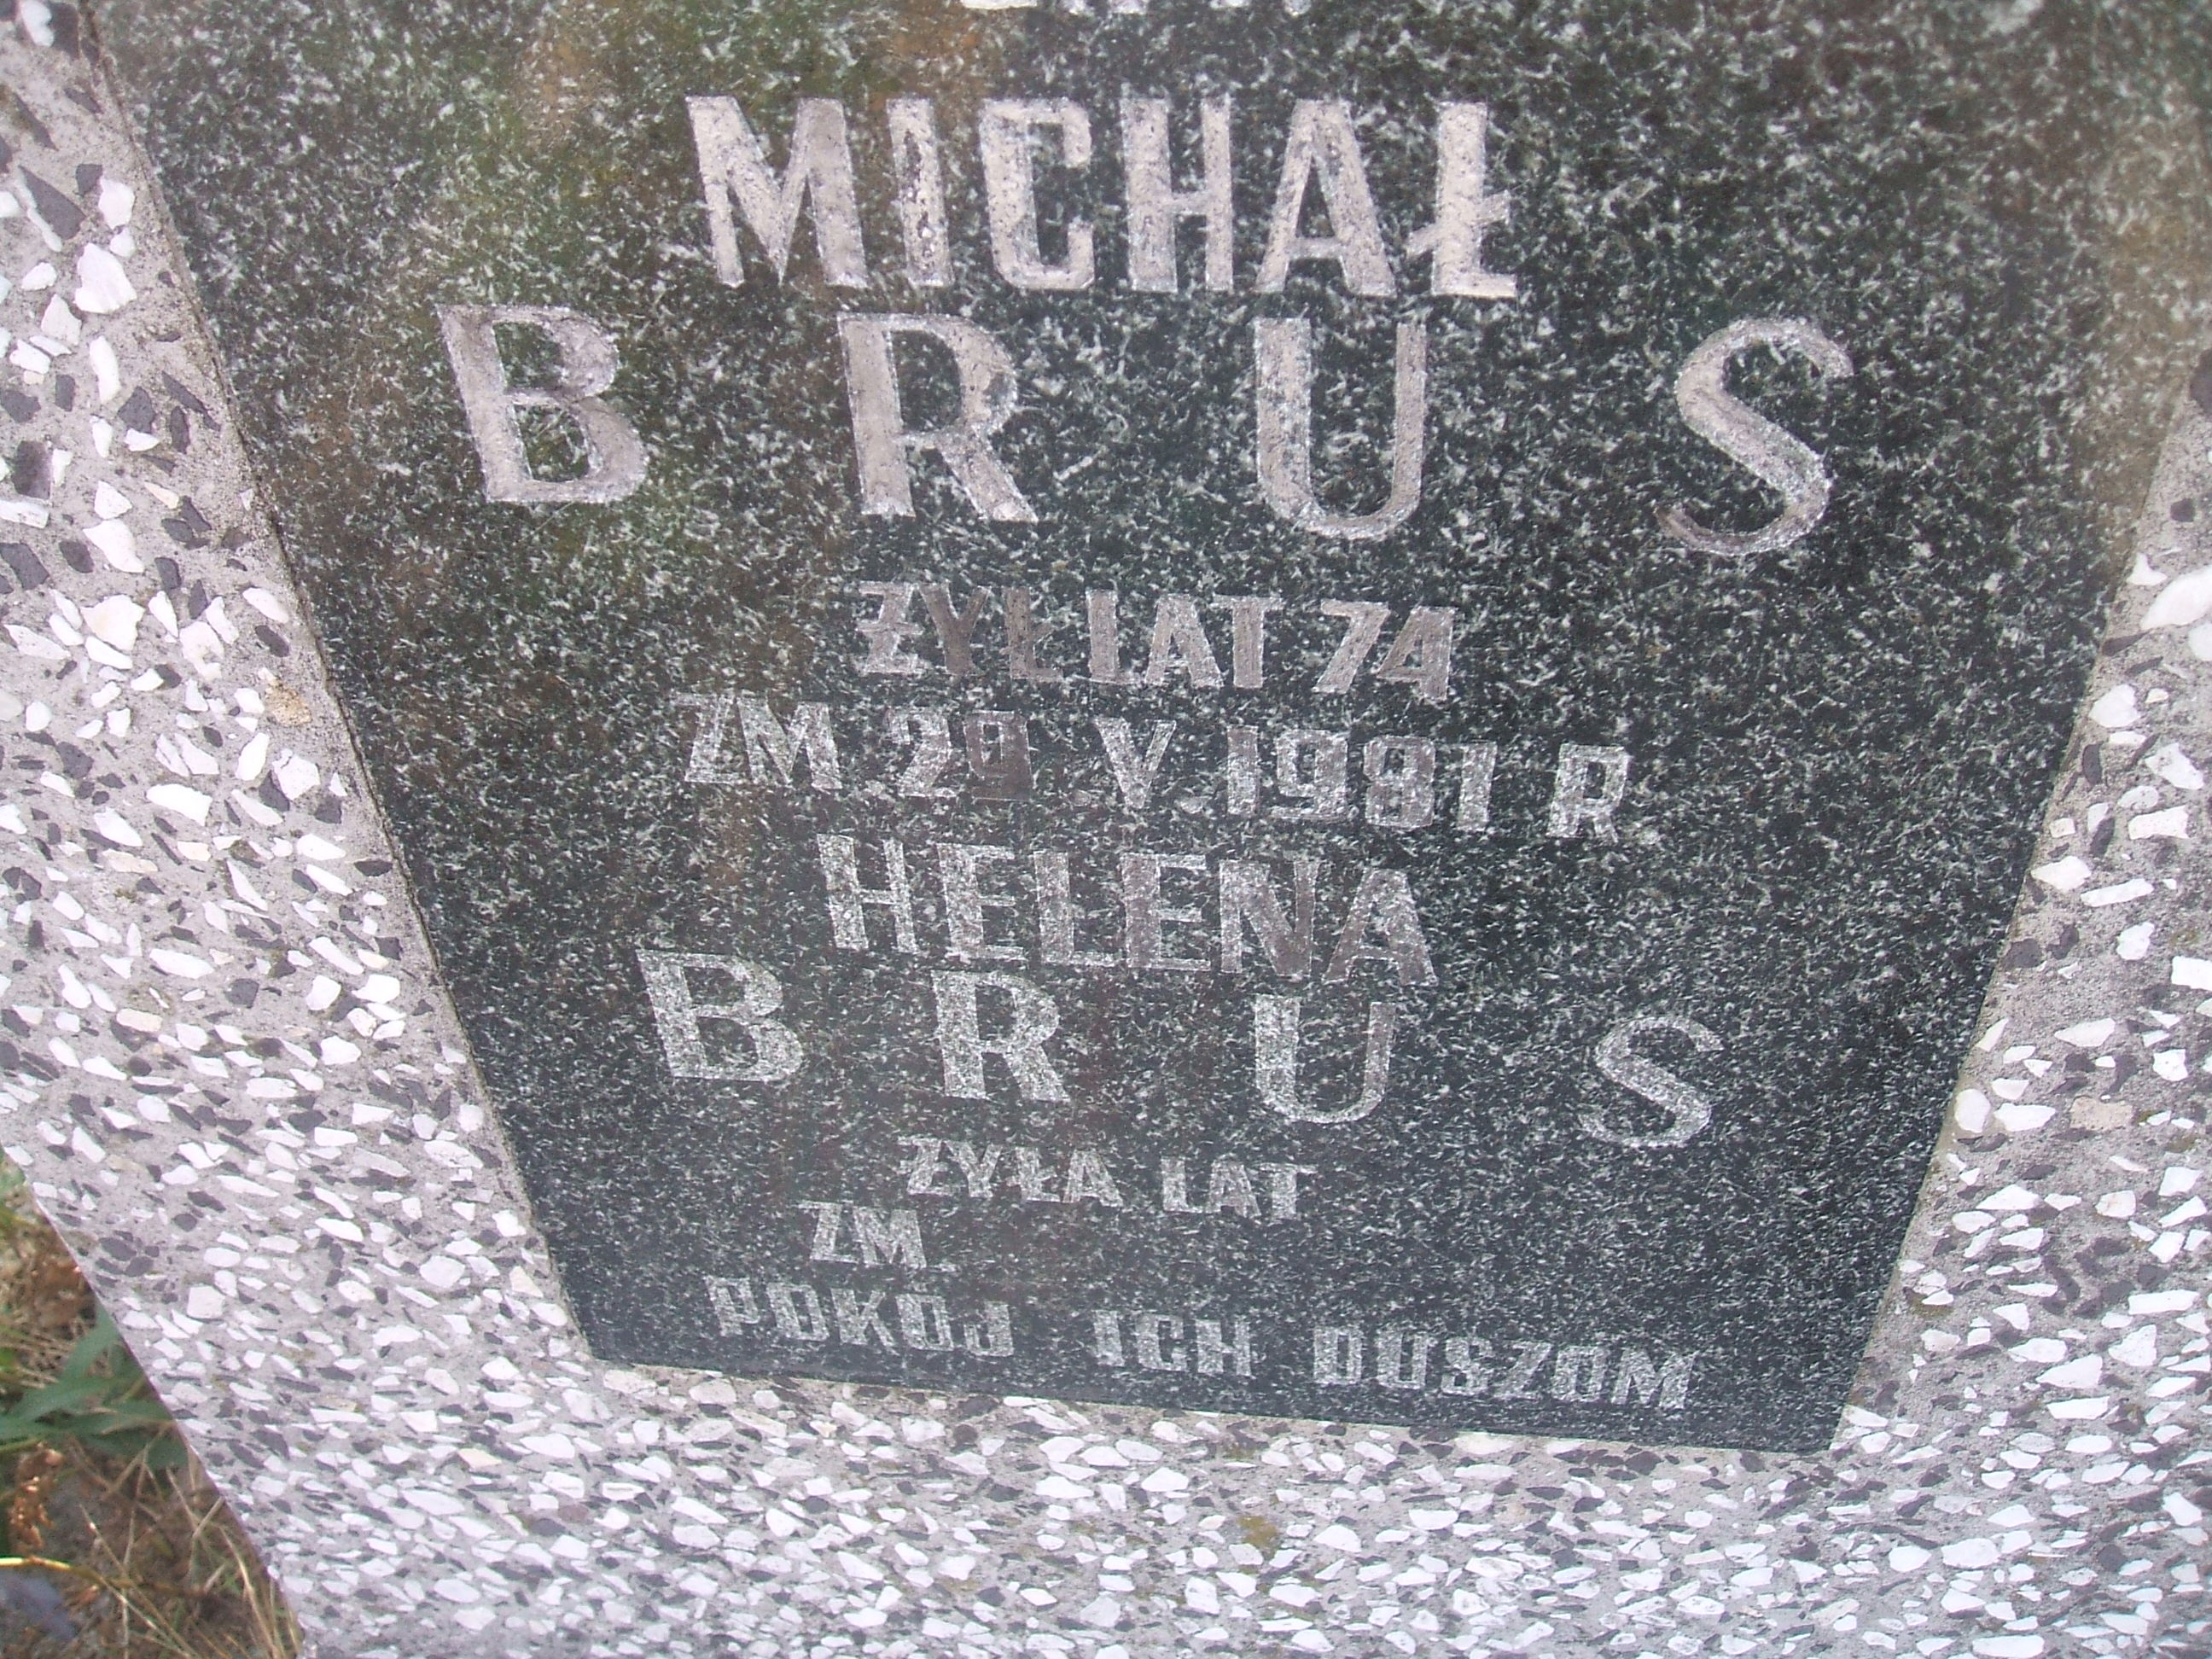 MICHAŁ
BRUS
ŻYŁ LAT 74
ZM 29 V.1981 R
HELENA
BRUS
ŻYŁA LAT
ZM.
POKÓJ ICH DUSZOM